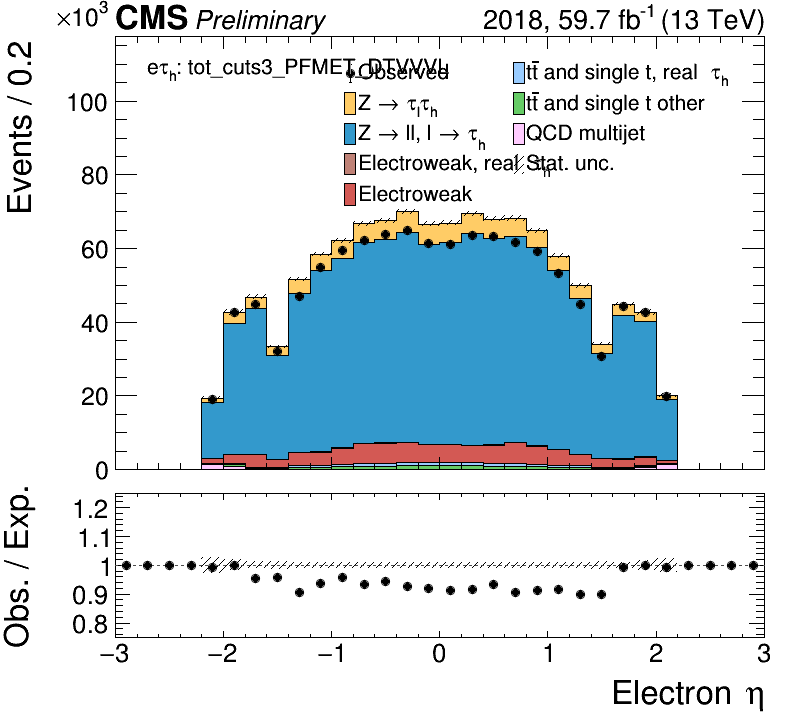 ×10³ CMS Preliminary 2018, 59.7 fb⁻¹ (13 TeV)
eτₕ: tot_cuts3_PFMET_DTVVVL
Observed
tt̄ and single t, real τₕ
Z → τₗτₕ
tt̄ and single t other
Z → ll, l → τₕ
QCD multijet
Electroweak, real τₕ
Stat. unc.
Electroweak
Events / 0.2
100
80
60
40
20
0
Obs. / Exp.
1.2
1.1
1
0.9
0.8
−3 −2 −1 0 1 2 3
Electron η